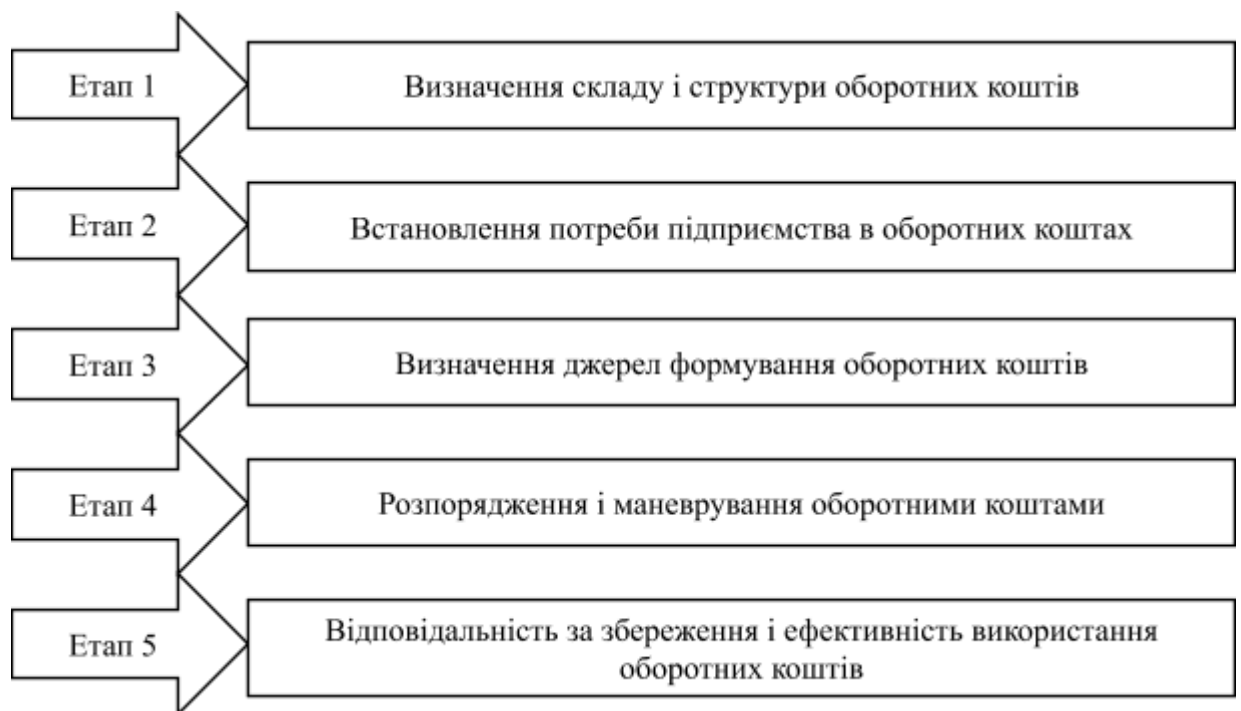 Етап 1
Визначення складу і структури оборотних коштів
Етап 2
Встановлення потреби підприємства в оборотних коштах
Етап 3
Визначення джерел формування оборотних коштів
Етап 4
Розпорядження і маневрування оборотними коштами
Етап 5
Відповідальність за збереження і ефективність використання
оборотних коштів